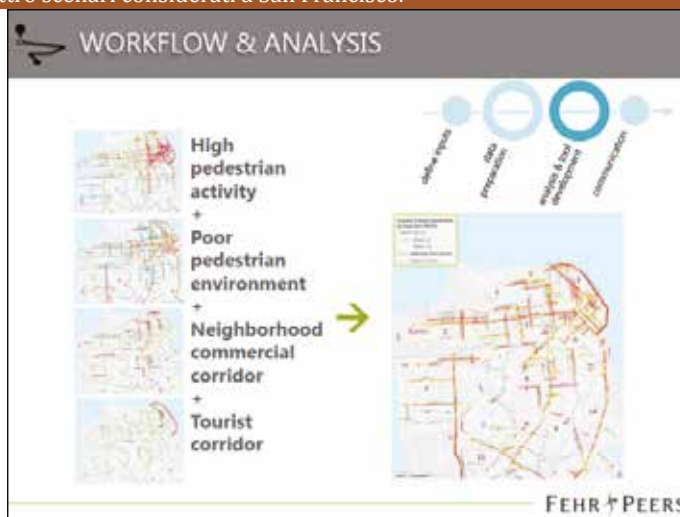 ttro scenari considerati a San Francisco.
WORKFLOW & ANALYSIS
define inputs
data
preparation
analysis & tool
development
communication
High
pedestrian
activity
+
Poor
pedestrian
environment
+
Neighborhood
commercial
corridor
+
Tourist
corridor
FEHR PEERS